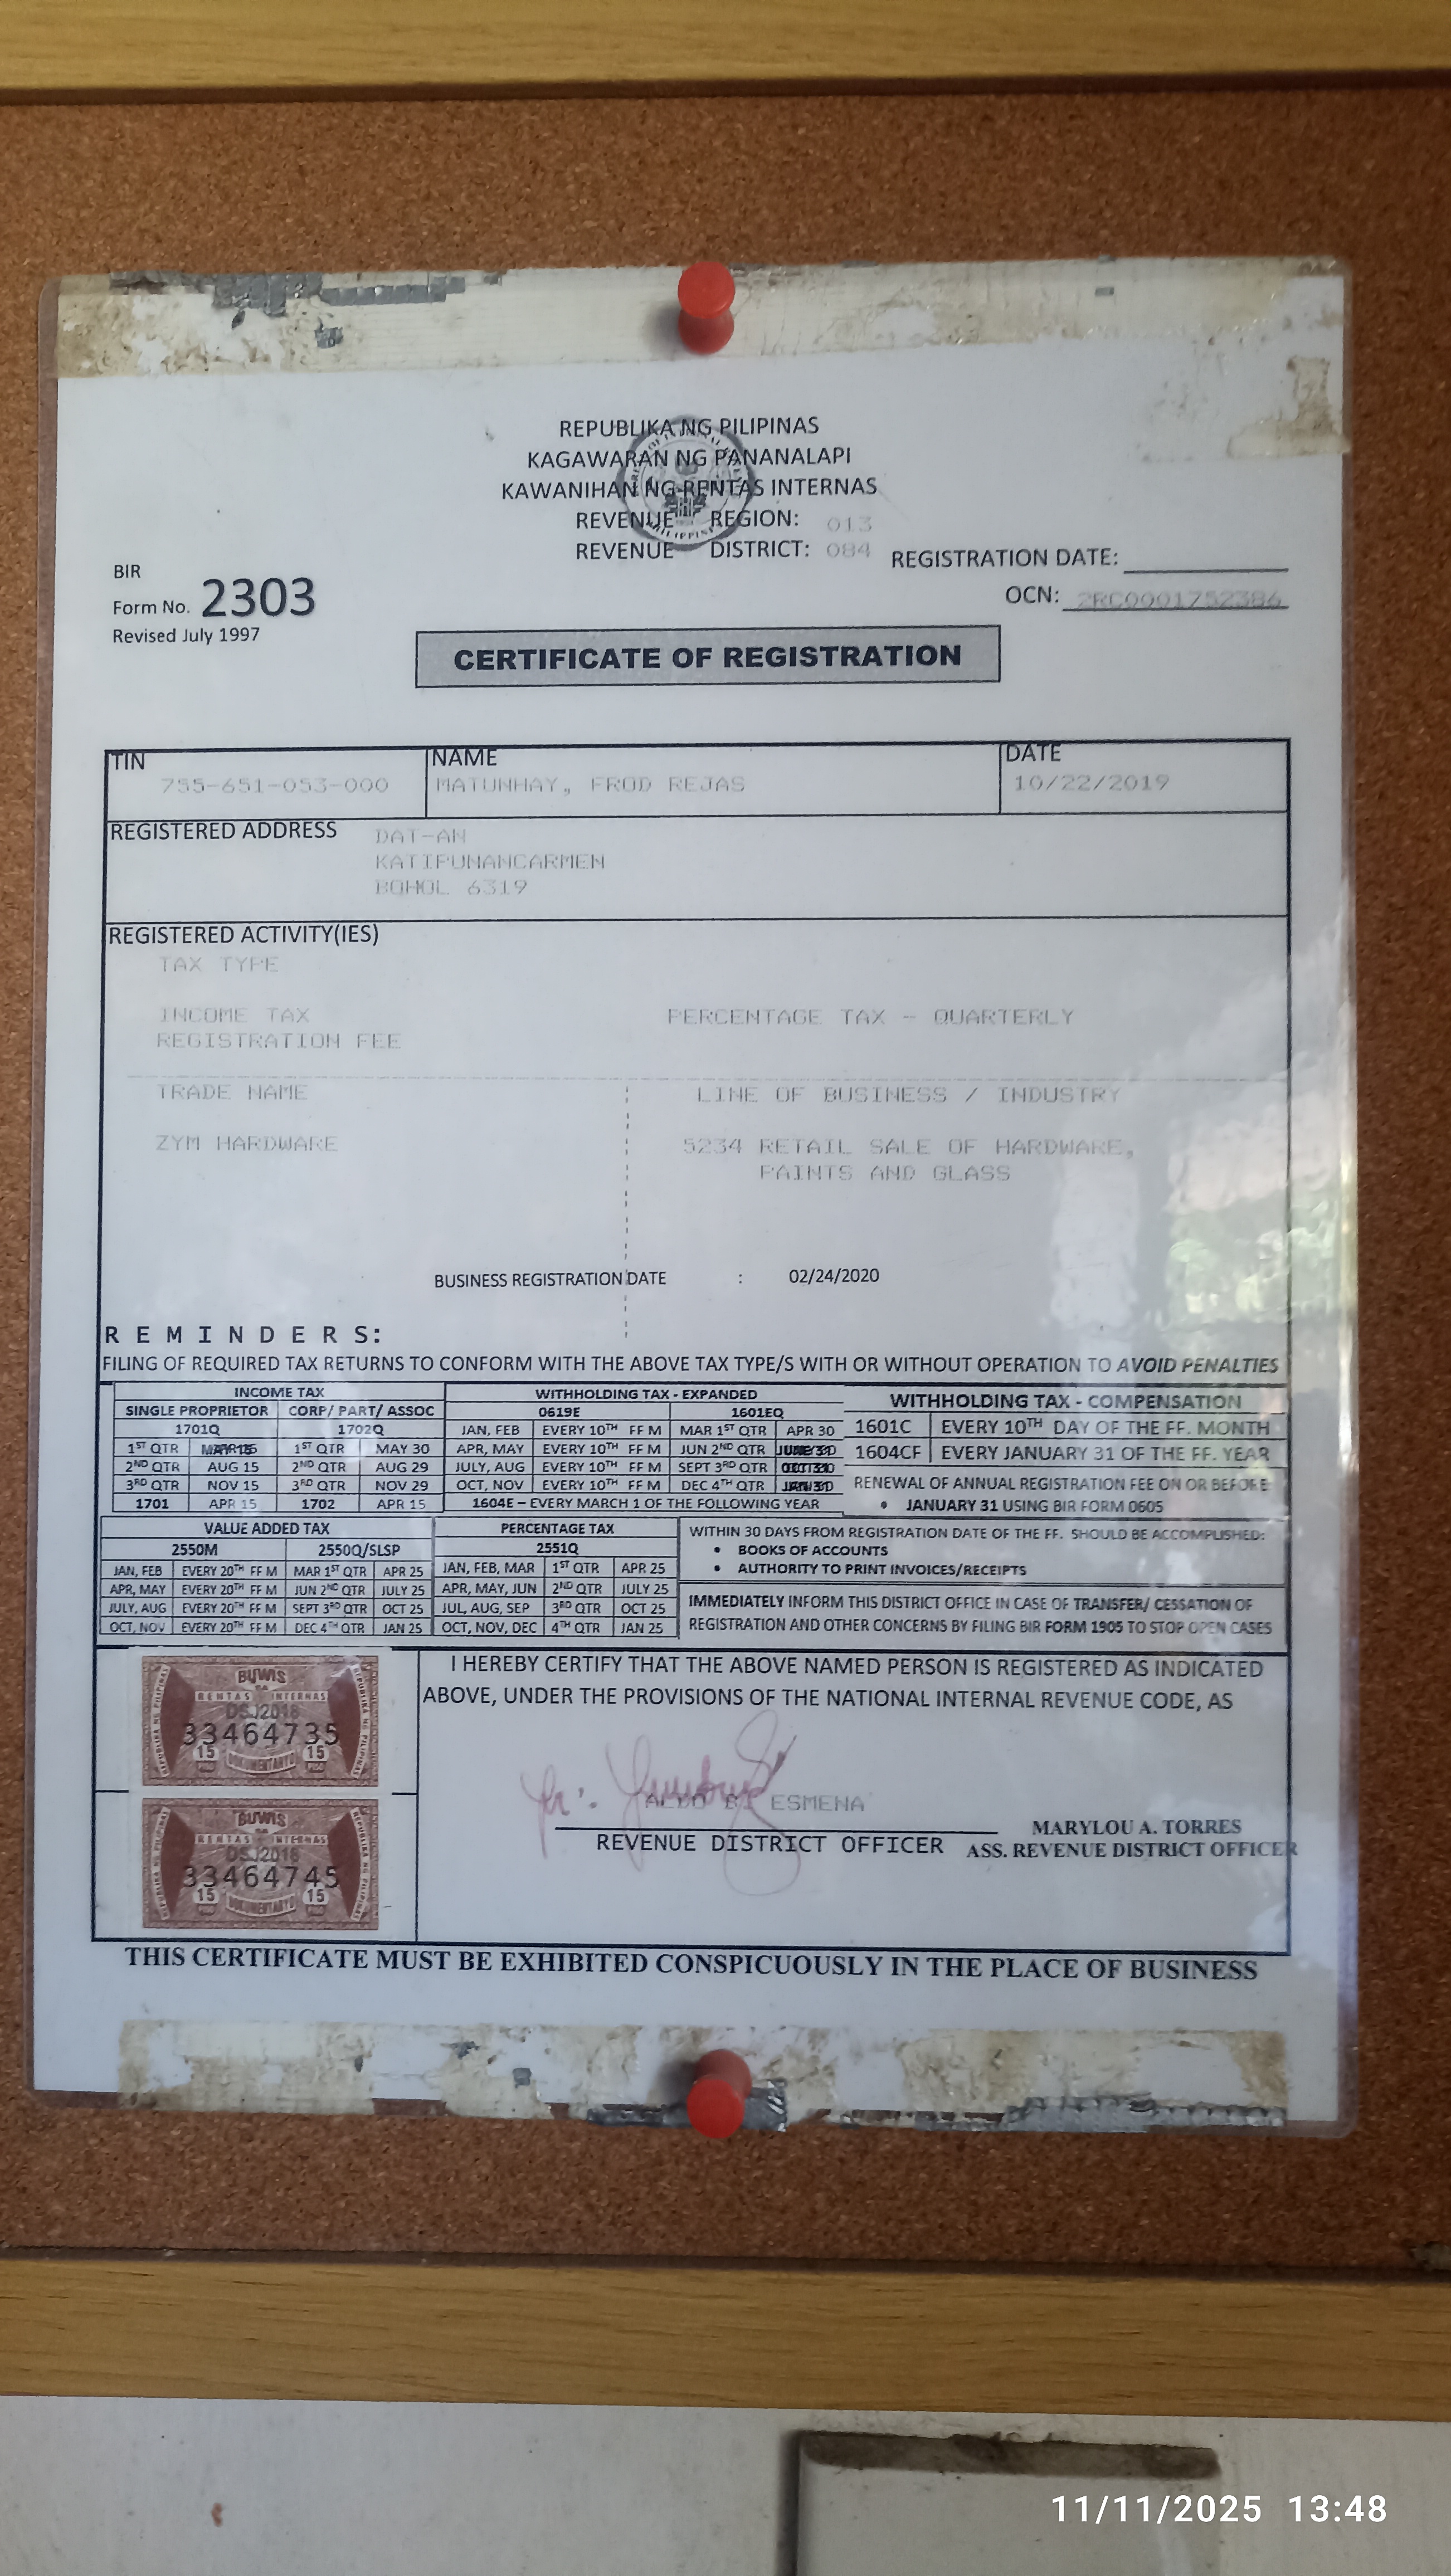 REPUBLIKA NG PILIPINAS
KAGAWARAN NG PANANALAPI
KAWANIHAN NG RENTAS INTERNAS
REVENUE REGION: 013
REVENUE DISTRICT: 084
REGISTRATION DATE:
BIR
Form No. 2303
Revised July 1997
OCN: 2RC0001752386
CERTIFICATE OF REGISTRATION
TIN NAME DATE
755-651-053-000 MATUNHAY, FROD REJAS 10/22/2019
REGISTERED ADDRESS DAT-AN
KATIPUNANCARMEN
BOHOL 6319
REGISTERED ACTIVITY(IES)
TAX TYPE
INCOME TAX PERCENTAGE TAX - QUARTERLY
REGISTRATION FEE
TRADE NAME LINE OF BUSINESS / INDUSTRY
ZYM HARDWARE 5234 RETAIL SALE OF HARDWARE,
PAINTS AND GLASS
BUSINESS REGISTRATION DATE : 02/24/2020
REMINDERS:
FILING OF REQUIRED TAX RETURNS TO CONFORM WITH THE ABOVE TAX TYPE/S WITH OR WITHOUT OPERATION TO AVOID PENALTIES
INCOME TAX
SINGLE PROPRIETOR CORP/ PART/ ASSOC
1701Q 1702Q
1ST QTR 1ST QTR MAY 30
2ND QTR AUG 15 2ND QTR AUG 29
3RD QTR NOV 15 3RD QTR NOV 29
1701 APR 15 1702 APR 15
WITHHOLDING TAX - EXPANDED
0619E 1601EQ
JAN, FEB EVERY 10TH FF M MAR 1ST QTR APR 30
APR, MAY EVERY 10TH FF M JUN 2ND QTR
JULY, AUG EVERY 10TH FF M SEPT 3RD QTR
OCT, NOV EVERY 10TH FF M DEC 4TH QTR
1604E – EVERY MARCH 1 OF THE FOLLOWING YEAR
WITHHOLDING TAX - COMPENSATION
1601C EVERY 10TH DAY OF THE FF. MONTH
1604CF EVERY JANUARY 31 OF THE FF. YEAR
RENEWAL OF ANNUAL REGISTRATION FEE ON OR BEFORE:
• JANUARY 31 USING BIR FORM 0605
VALUE ADDED TAX
2550M 2550Q/SLSP
JAN, FEB EVERY 20TH FF M MAR 1ST QTR APR 25
APR, MAY EVERY 20TH FF M JUN 2ND QTR JULY 25
JULY, AUG EVERY 20TH FF M SEPT 3RD QTR OCT 25
OCT, NOV EVERY 20TH FF M DEC 4TH QTR JAN 25
PERCENTAGE TAX
2551Q
JAN, FEB, MAR 1ST QTR APR 25
APR, MAY, JUN 2ND QTR JULY 25
JUL, AUG, SEP 3RD QTR OCT 25
OCT, NOV, DEC 4TH QTR JAN 25
WITHIN 30 DAYS FROM REGISTRATION DATE OF THE FF. SHOULD BE ACCOMPLISHED:
• BOOKS OF ACCOUNTS
• AUTHORITY TO PRINT INVOICES/RECEIPTS
IMMEDIATELY INFORM THIS DISTRICT OFFICE IN CASE OF TRANSFER/ CESSATION OF
REGISTRATION AND OTHER CONCERNS BY FILING BIR FORM 1905 TO STOP OPEN CASES
BUWIS
RENTAS INTERNAS
DSJ2018
33464735
15 15
DOKUMENTARYO
BUWIS
RENTAS INTERNAS
DSJ2018
33464745
15 15
DOKUMENTARYO
I HEREBY CERTIFY THAT THE ABOVE NAMED PERSON IS REGISTERED AS INDICATED
ABOVE, UNDER THE PROVISIONS OF THE NATIONAL INTERNAL REVENUE CODE, AS
ESMENA
REVENUE DISTRICT OFFICER
MARYLOU A. TORRES
ASS. REVENUE DISTRICT OFFICER
THIS CERTIFICATE MUST BE EXHIBITED CONSPICUOUSLY IN THE PLACE OF BUSINESS
11/11/2025 13:48